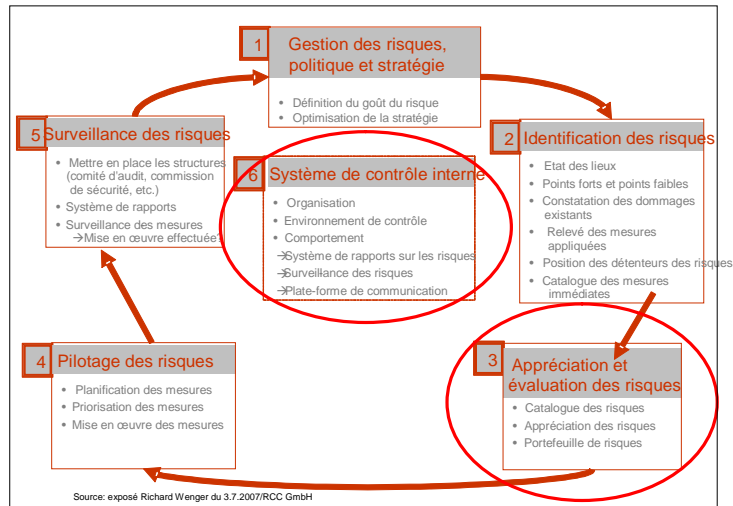 1
Gestion des risques,
politique et stratégie
• Définition du goût du risque
• Optimisation de la stratégie
2
Identification des risques
• Etat des lieux
• Points forts et points faibles
• Constatation des dommages
existants
• Relevé des mesures
appliquées
• Position des détenteurs des risques
• Catalogue des mesures
immédiates
3
Appréciation et
évaluation des risques
• Catalogue des risques
• Appréciation des risques
• Portefeuille de risques
4
Pilotage des risques
• Planification des mesures
• Priorisation des mesures
• Mise en œuvre des mesures
5
Surveillance des risques
• Mettre en place les structures
(comité d'audit, commission
de sécurité, etc.)
• Système de rapports
• Surveillance des mesures
→Mise en œuvre effectuée?
6
Système de contrôle interne
• Organisation
• Environnement de contrôle
• Comportement
→Système de rapports sur les risques
→Surveillance des risques
→Plate-forme de communication
Source: exposé Richard Wenger du 3.7.2007/RCC GmbH